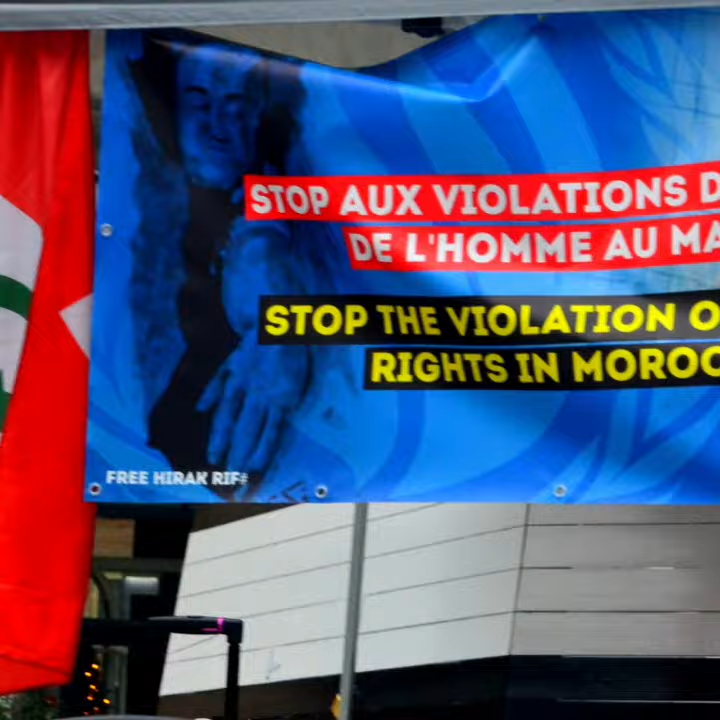 STOP AUX VIOLATIONS D
DE L'HOMME AU MA
STOP THE VIOLATION O
RIGHTS IN MOROC
FREE HIRAK RIF#